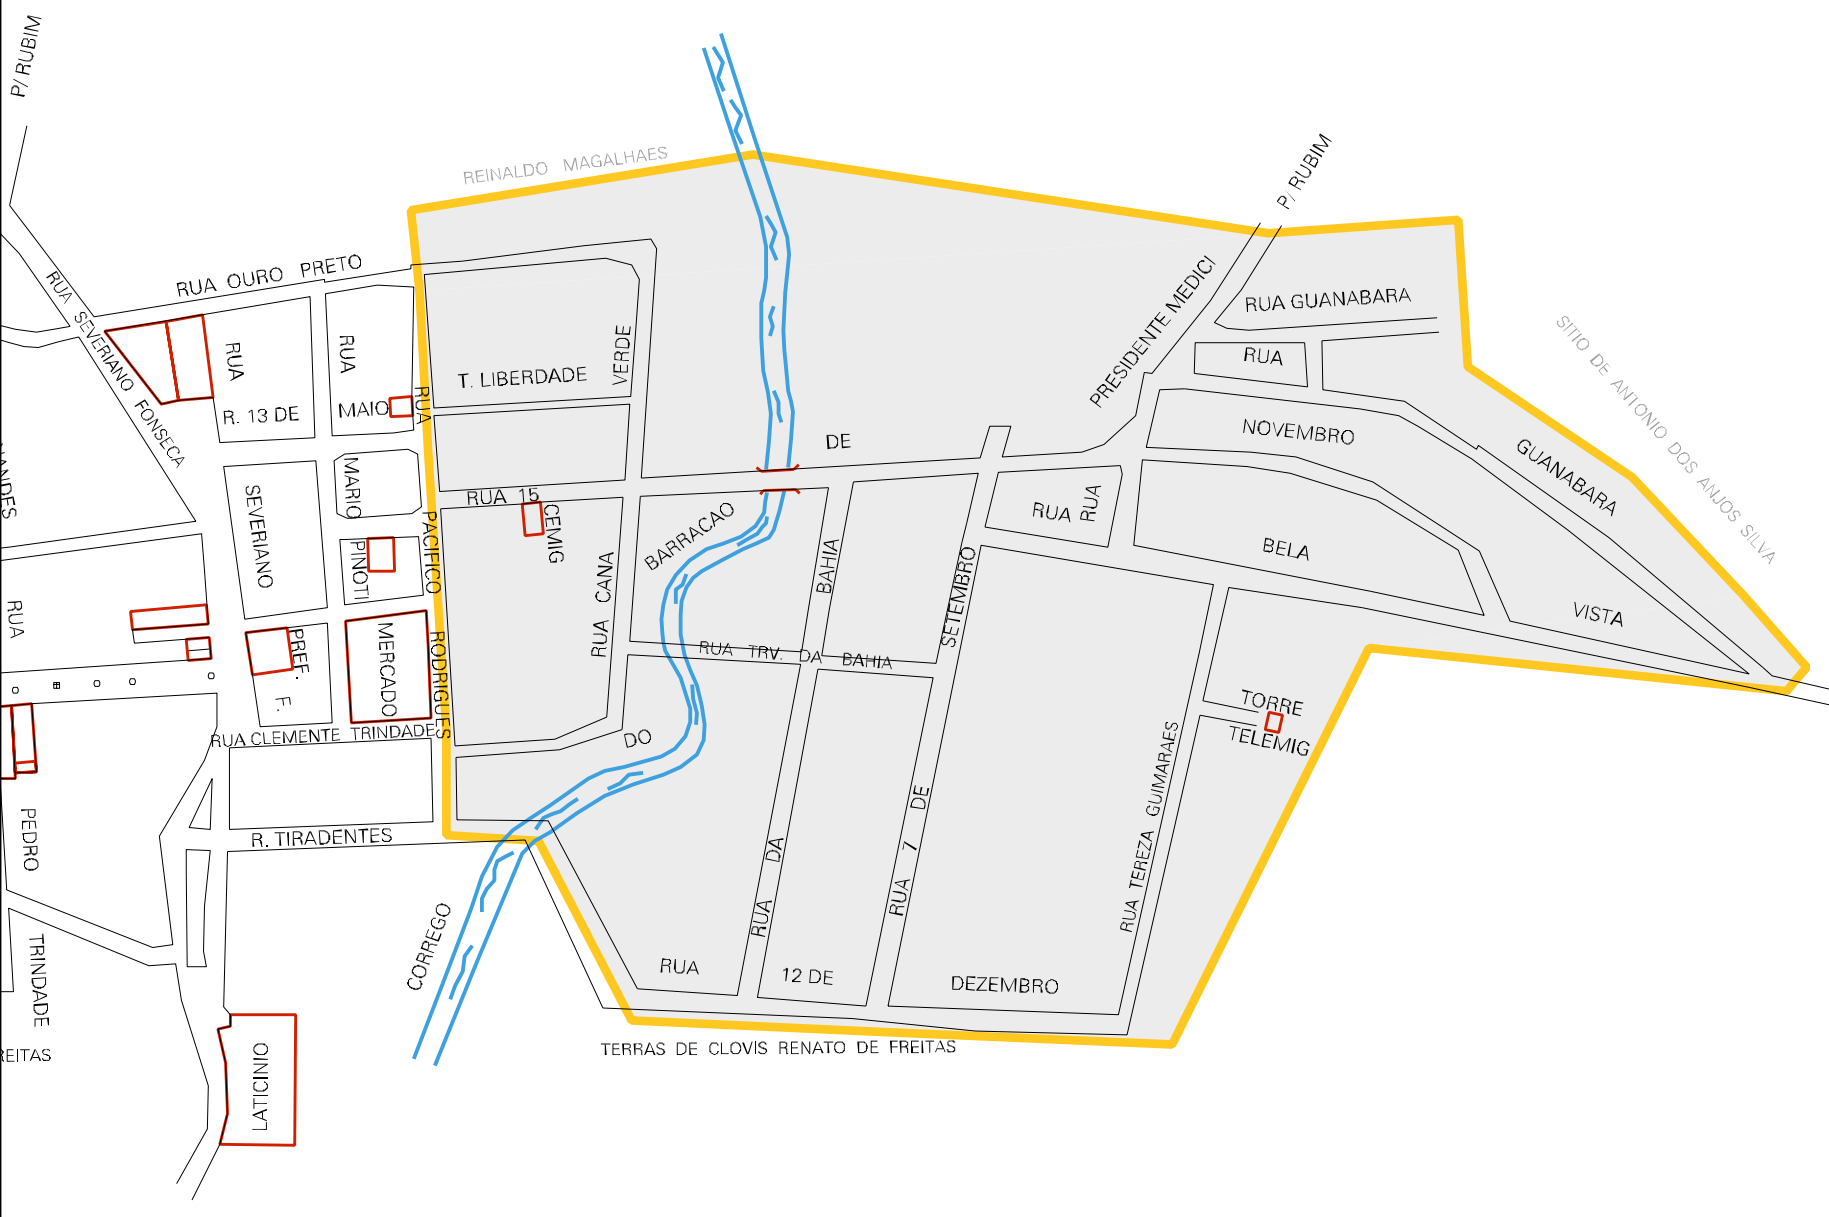 P/ RUBIM
REINALDO MAGALHAES
P/ RUBIM
RUA OURO PRETO
RUA SEVERIANO FONSECA
PRESIDENTE MEDICI
RUA GUANABARA
SITIO DE ANTONIO DOS ANJOS SILVA
RUA
RUA
VERDE
RUA
T. LIBERDADE
R. 13 DE
MAIO
RUA
DE
NOVEMBRO
GUANABARA
MARIO
SEVERIANO
RUA 15
CEMIG
BARRACAO
RUA
RUA
PACIFICO
PINOTI
BELA
BAHIA
RUA CANA
SETEMBRO
RUA
VISTA
PREF.
MERCADO
RODRIGUES
RUA TRV. DA BAHIA
F.
TORRE
TELEMIG
RUA CLEMENTE TRINDADE
DO
RUA TEREZA GUIMARAES
PEDRO
R. TIRADENTES
RUA DA
RUA 7 DE
CORREGO
TRINDADE
RUA
12 DE
DEZEMBRO
TERRAS DE CLOVIS RENATO DE FREITAS
REITAS
LATICINIO